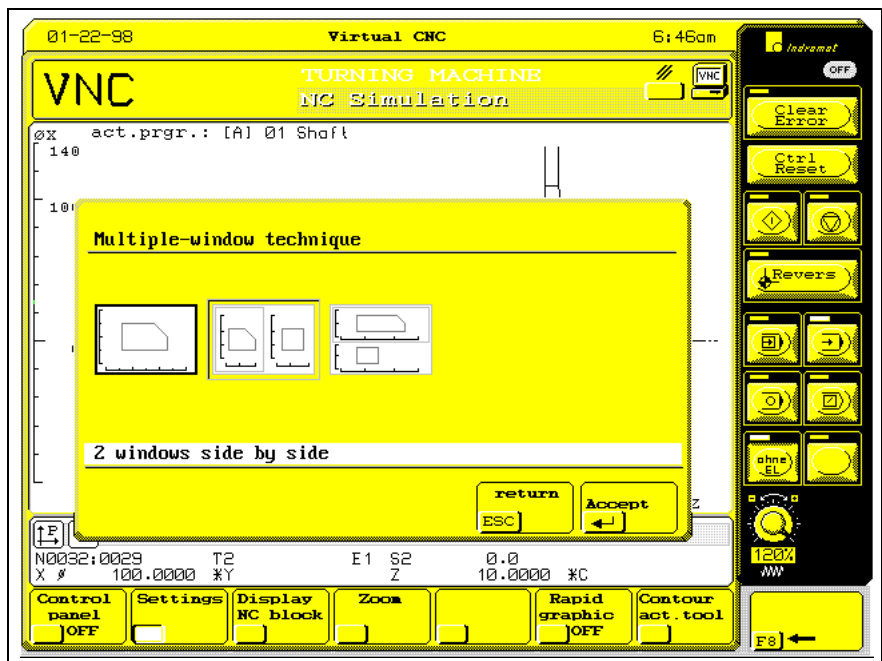 01-22-98 Virtual CNC 6:46am
Indramat
VNC TURNING MACHINE VNC OFF
NC Simulation
øX act.prgr.: [A] 01 Shaft
Clear Error
140
Ctrl Reset
Multiple-window technique
Revers
2 windows side by side
ohne EL
return Accept
ESC
Z
P
N0032:0029 T2 E1 S2 0.0
X ø 100.0000 *Y Z 10.0000 *C
120%
Control Settings Display Zoom Rapid Contour
panel NC block graphic act.tool
OFF OFF
F8